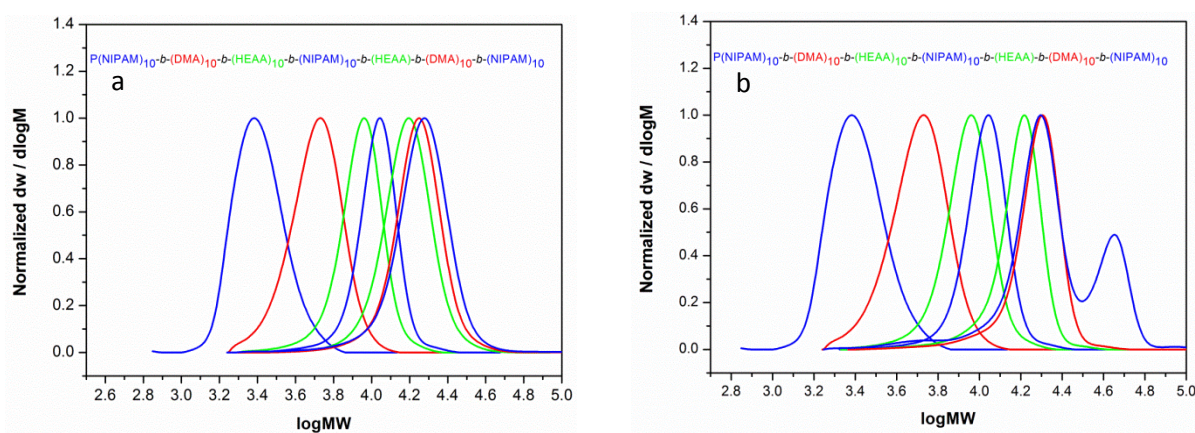 1.4
P(NIPAM)10-b-(DMA)10-b-(HEAA)10-b-(NIPAM)10-b-(HEAA)-b-(DMA)10-b-(NIPAM)10
1.2
a
1.0
0.8
0.6
0.4
0.2
0.0
Normalized dw / dlogM
2.6 2.8 3.0 3.2 3.4 3.6 3.8 4.0 4.2 4.4 4.6 4.8 5.0
logMW
1.4
P(NIPAM)10-b-(DMA)10-b-(HEAA)10-b-(NIPAM)10-b-(HEAA)-b-(DMA)10-b-(NIPAM)10
1.2
b
1.0
0.8
0.6
0.4
0.2
0.0
Normalized dw / dlogM
2.8 3.0 3.2 3.4 3.6 3.8 4.0 4.2 4.4 4.6 4.8 5.0
logMW